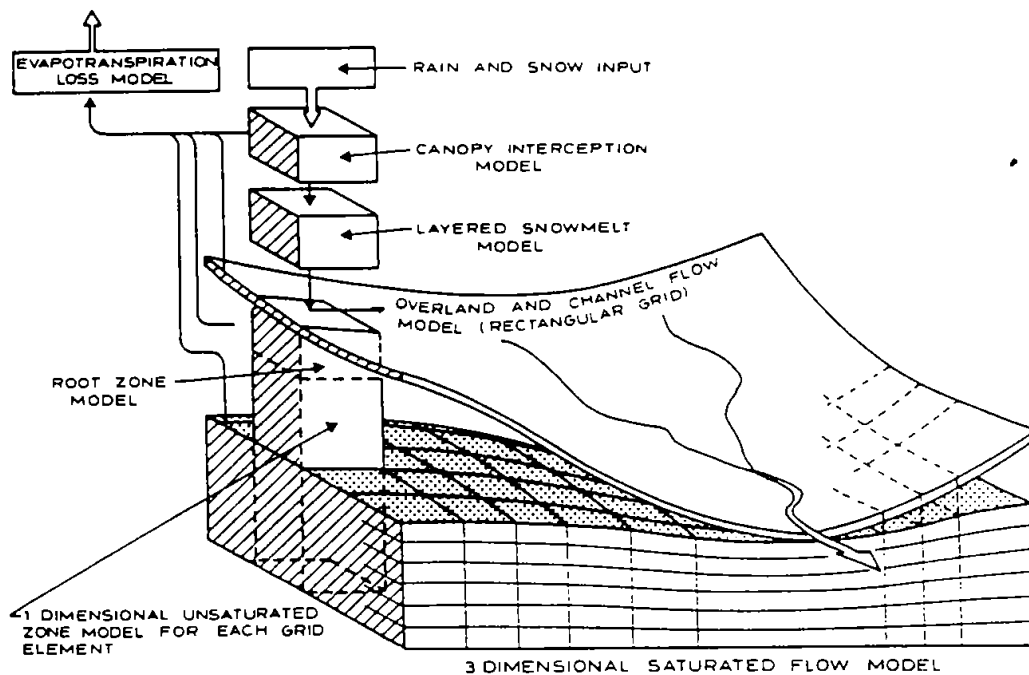 EVAPOTRANSPIRATION
LOSS MODEL
RAIN AND SNOW INPUT
CANOPY INTERCEPTION
MODEL
LAYERED SNOWMELT
MODEL
OVERLAND AND CHANNEL FLOW
MODEL (RECTANGULAR GRID)
ROOT ZONE
MODEL
1 DIMENSIONAL UNSATURATED
ZONE MODEL FOR EACH GRID
ELEMENT
3 DIMENSIONAL SATURATED FLOW MODEL